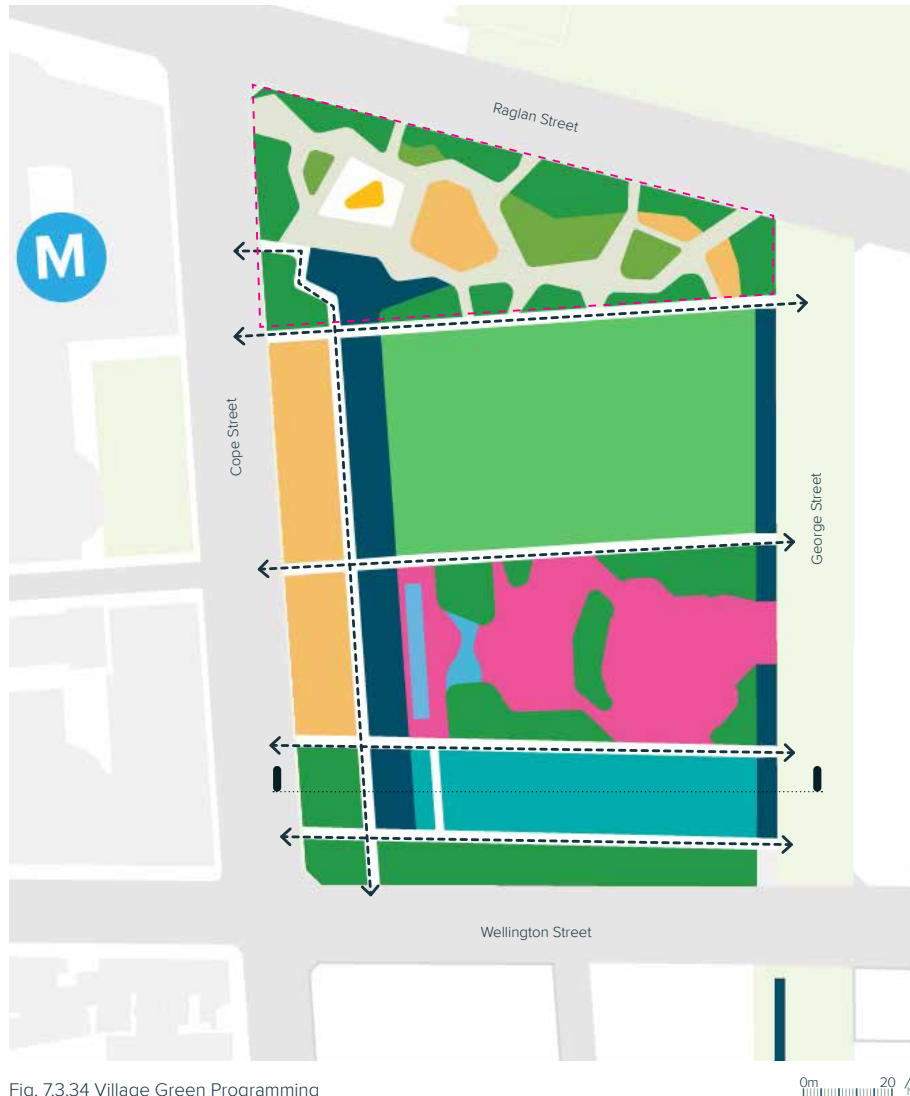 Raglan Street
M
Cope Street
George Street
Wellington Street
Fig. 7.3.34 Village Green Programming
0m 20